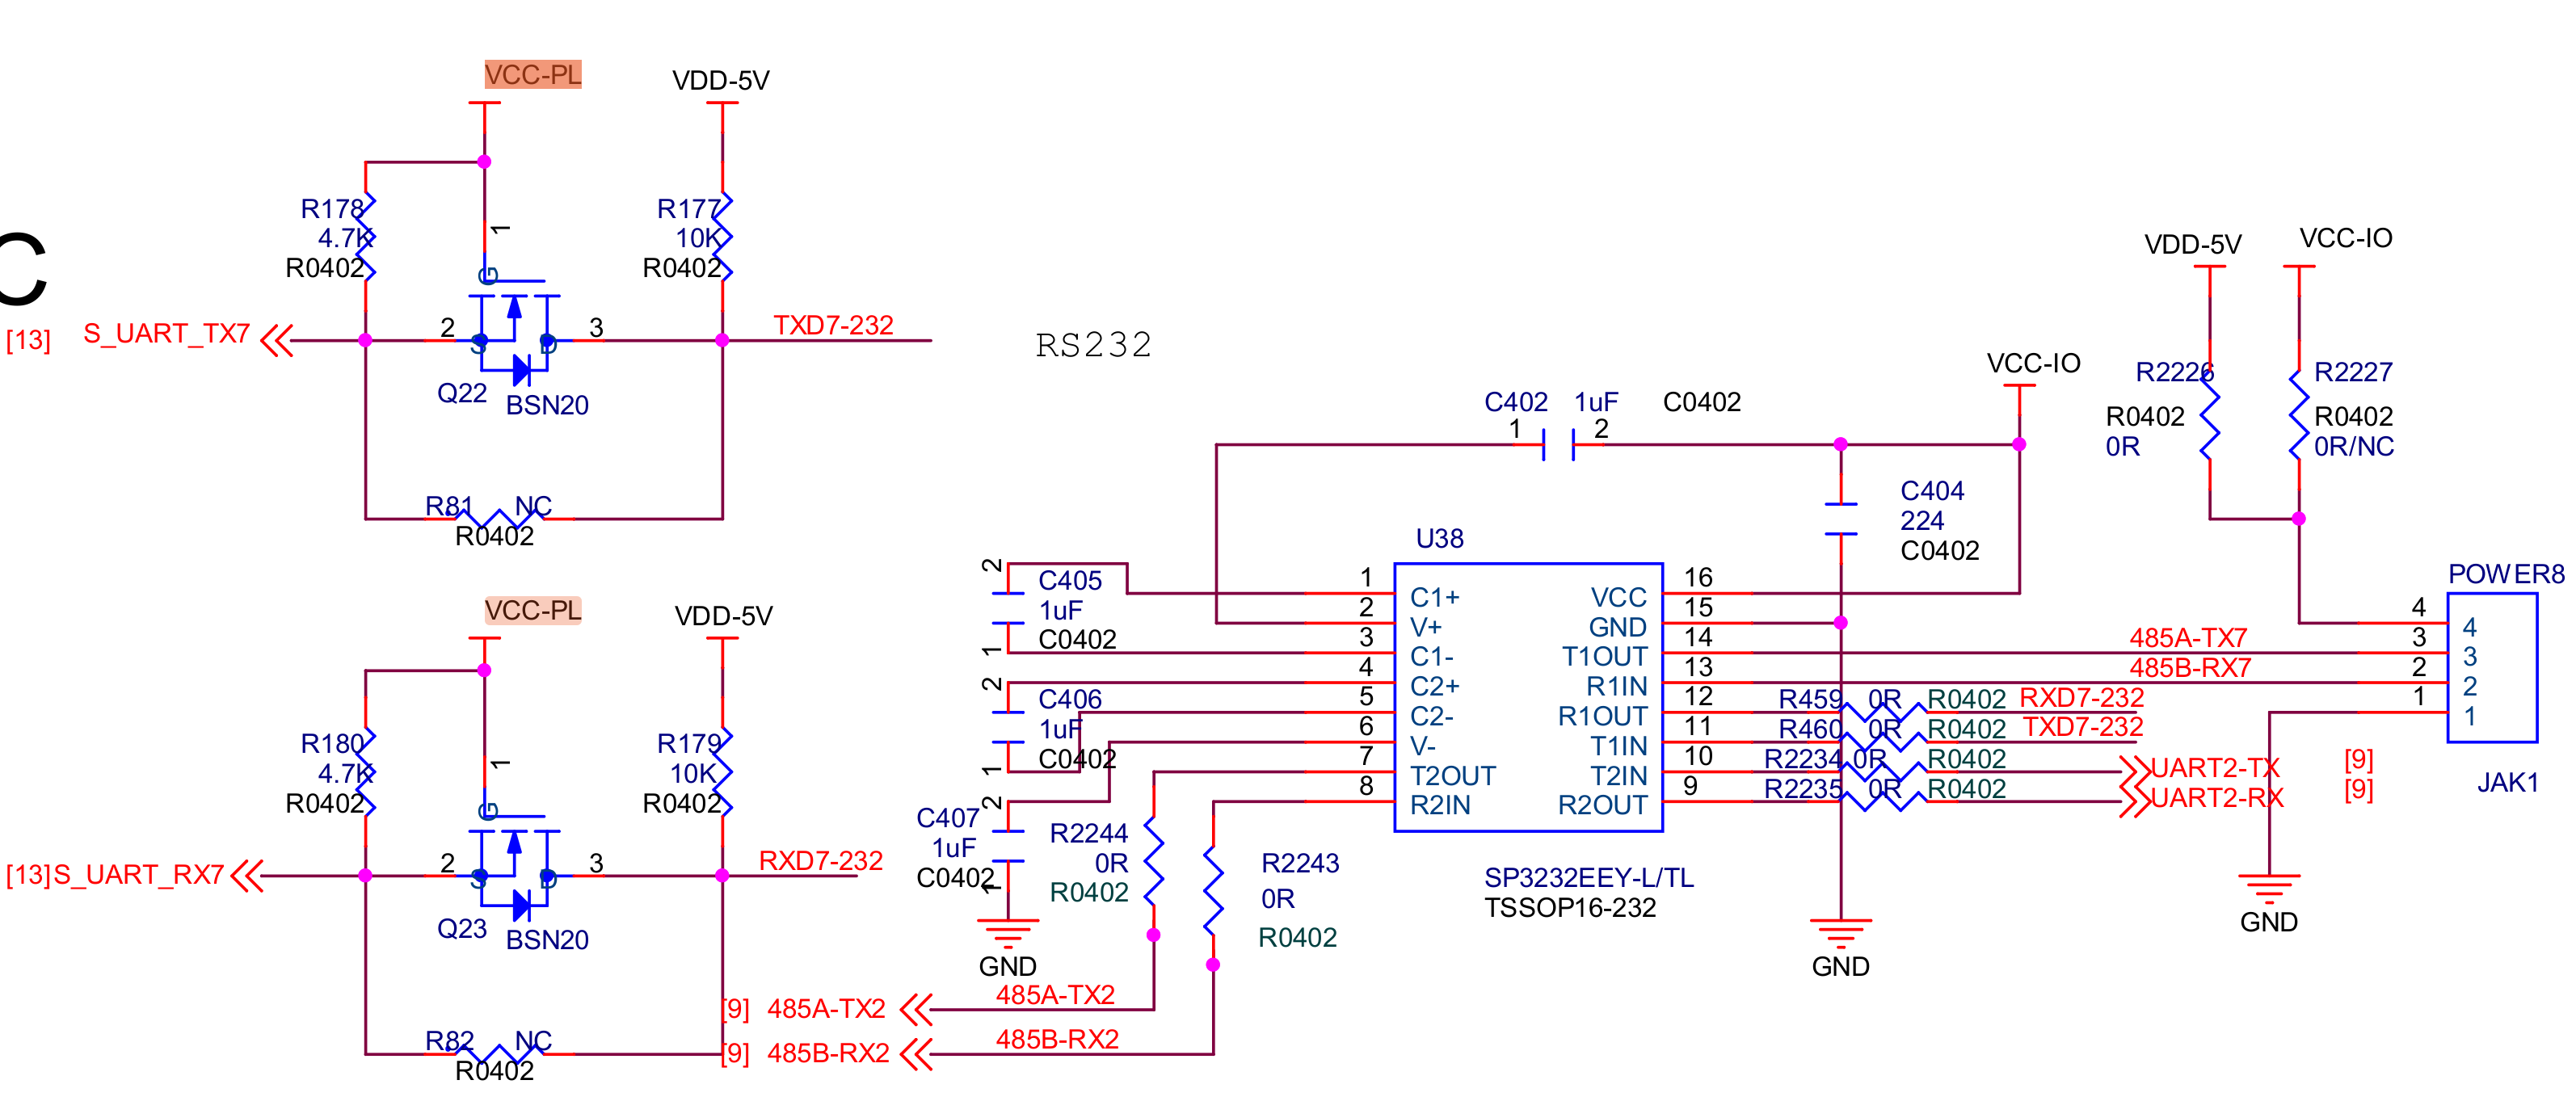 C
VCC-PL
VDD-5V
R178
4.7K
R0402
R177
10K
R0402
1
G
[13]
S_UART_TX7
2
S
D
3
TXD7-232
Q22
BSN20
R81
NC
R0402
RS232
VCC-PL
VDD-5V
R180
4.7K
R0402
R179
10K
R0402
1
G
[13]
S_UART_RX7
2
S
D
3
RXD7-232
Q23
BSN20
R82
NC
R0402
C402
1uF
C0402
1
2
VCC-IO
C404
224
C0402
U38
2
C405
1uF
C0402
1
2
C406
1uF
C0402
1
2
C407
1uF
C0402
1
GND
R2244
0R
R0402
R2243
0R
R0402
[9]
485A-TX2
485A-TX2
[9]
485B-RX2
485B-RX2
1
C1+
2
V+
3
C1-
4
C2+
5
C2-
6
V-
7
T2OUT
8
R2IN
VCC
16
GND
15
T1OUT
14
R1IN
13
R1OUT
12
T1IN
11
T2IN
10
R2OUT
9
SP3232EEY-L/TL
TSSOP16-232
GND
R459
0R
R0402
RXD7-232
R460
0R
R0402
TXD7-232
R2234
0R
R0402
UART2-TX
[9]
R2235
0R
R0402
UART2-RX
[9]
VDD-5V
VCC-IO
R2226
R0402
0R
R2227
R0402
0R/NC
485A-TX7
485B-RX7
POWER8
4
4
3
3
2
2
1
1
JAK1
GND